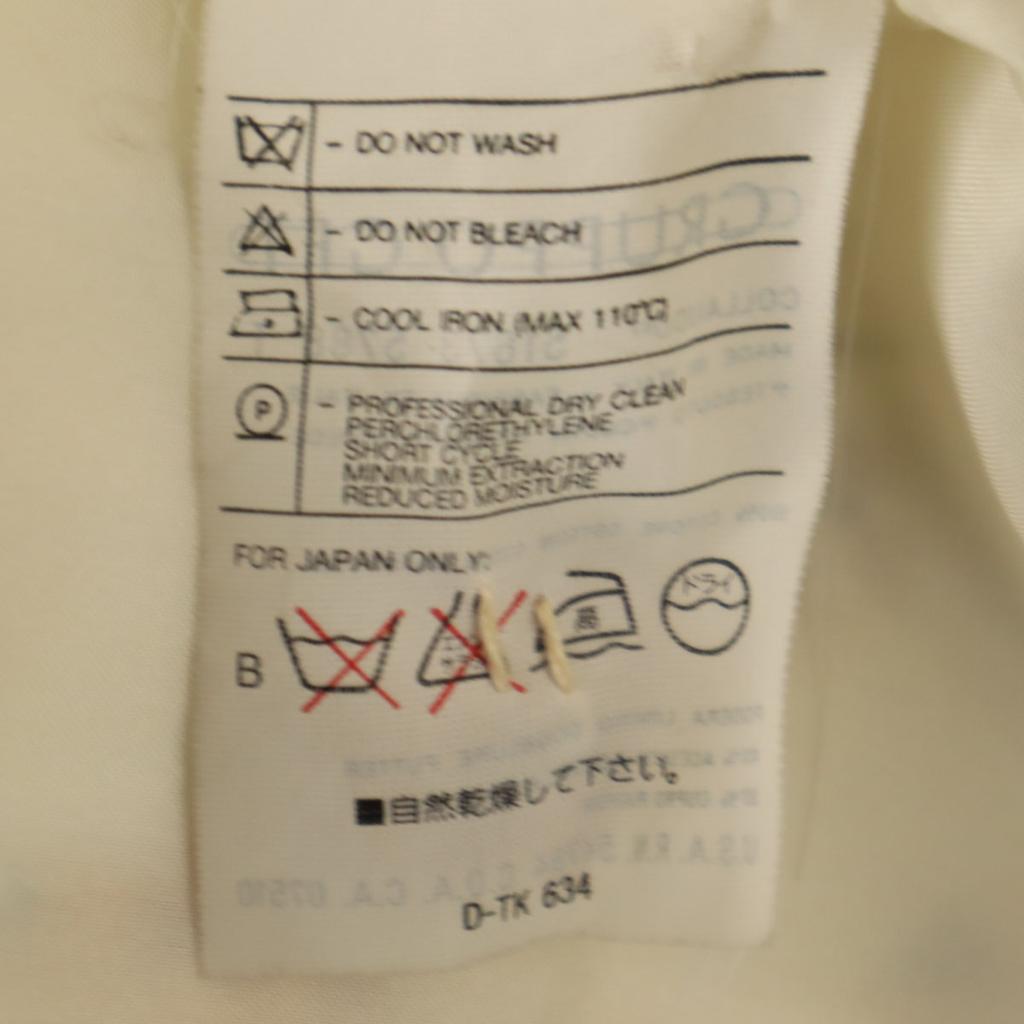 - DO NOT WASH
- DO NOT BLEACH
- COOL IRON (MAX 110°C)
P
- PROFESSIONAL DRY CLEAN
PERCHLORETHYLENE
SHORT CYCLE
MINIMUM EXTRACTION
REDUCED MOISTURE
FOR JAPAN ONLY:
B
ドライ
■自然乾燥して下さい。
D-TK 634